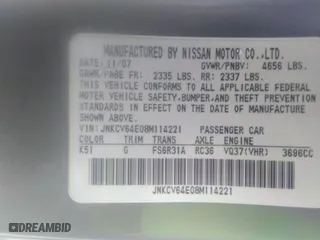 MANUFACTURED BY NISSAN MOTOR CO.,LTD.
DATE: 11/07 GVWR/PNBV: 4656 LBS.
GAWR/PNBE FR: 2335 LBS. RR: 2337 LBS.
THIS VEHICLE CONFORMS TO ALL APPLICABLE FEDERAL
MOTOR VEHICLE SAFETY, BUMPER, AND THEFT PREVENTION
STANDARDS IN EFFECT ON THE DATE OF MANUFACTURE
SHOWN ABOVE.
VIN: JNKCV64E08M114221 PASSENGER CAR
COLOR TRIM TRANS AXLE ENGINE
K51 G FS6R31A RC36 VQ37(VHR) 3696CC
JNKCV64E08M114221